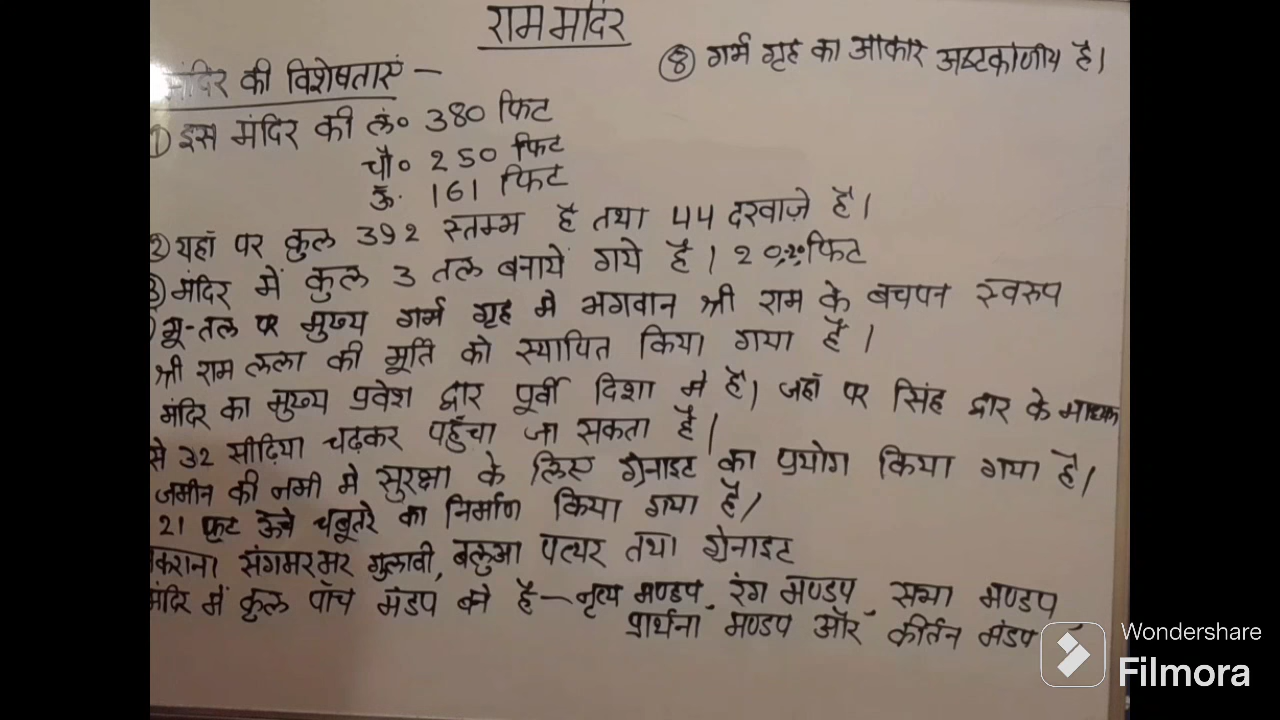 राम मंदिर
मंदिर की विशेषताएं –
① इस मंदिर की लं० 380 फिट
चौ० 250 फिट
ऊ. 161 फिट
② यहां पर कुल 392 स्तम्भ है तथा 44 दरवाज़े है।
③ मंदिर में कुल 3 तल बनाये गये है। 20,20 फिट
भू-तल पर मुख्य गर्भ गृह मे भगवान श्री राम के बचपन स्वरुप
श्री राम लला की मूर्ति को स्थापित किया गया है।
मंदिर का मुख्य प्रवेश द्वार पूर्वी दिशा मे है। जहाँ पर सिंह द्वार के माध्यम
से 32 सीढ़िया चढ़कर पहुँचा जा सकता है।
जमीन की नमी मे सुरक्षा के लिए ग्रेनाइट का प्रयोग किया गया है।
21 फुट ऊंचे चबूतरे का निर्माण किया गया है।
मकराना संगमरमर गुलावी, बलुआ पत्थर तथा ग्रेनाइट
मंदिर में कुल पाँच मंडप बने है – नृत्य मण्डप, रंग मण्डप, सभा मण्डप
प्रार्थना मण्डप और कीर्तन मंडप
⑧ गर्भ गृह का आकार अष्टकोणीय है।
Wondershare
Filmora